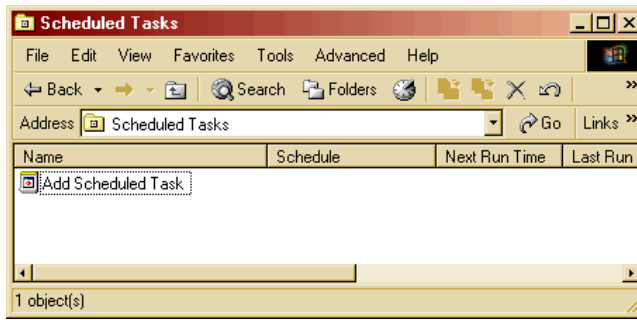 Scheduled Tasks
File Edit View Favorites Tools Advanced Help
Back Search Folders
Address Scheduled Tasks Go Links
Name Schedule Next Run Time Last Run
Add Scheduled Task
1 object(s)